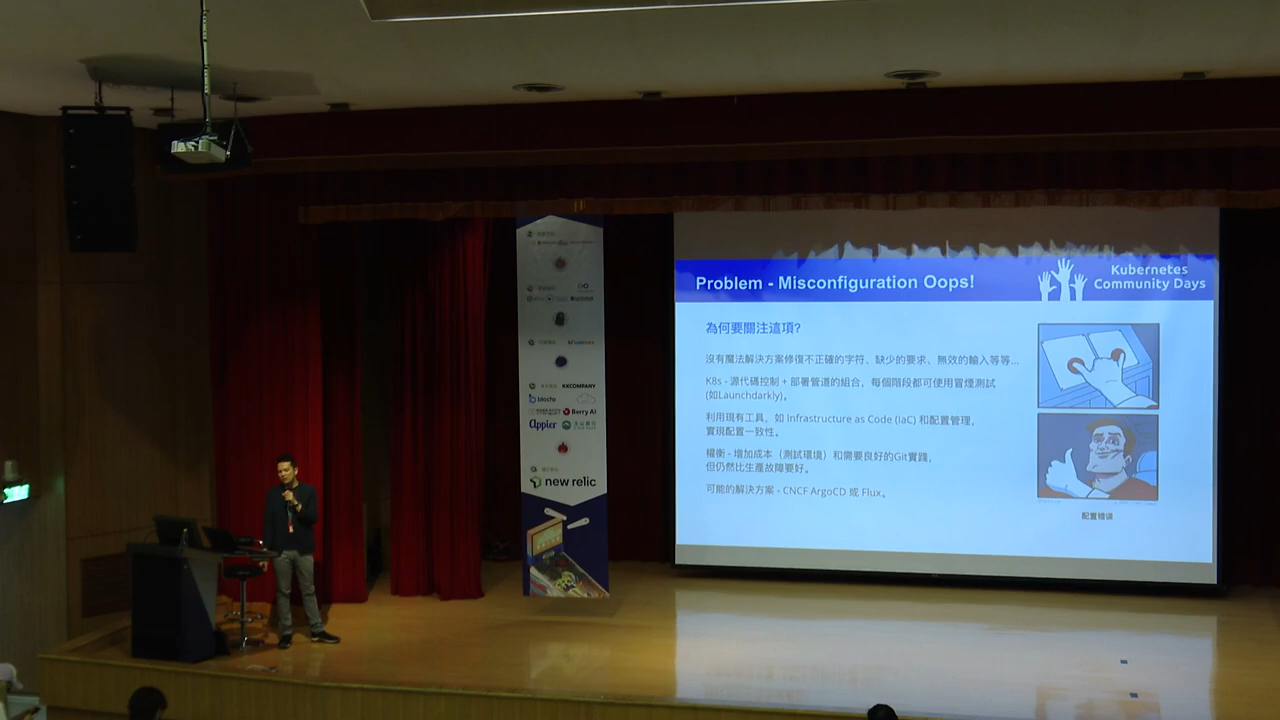 Problem - Misconfiguration Oops!
Kubernetes
Community Days
為何要關注這項?
沒有魔法解決方案修復不正確的字符、缺少的要求、無效的輸入等等...
K8s - 源代碼控制 + 部署管道的組合，每個階段都可使用冒煙測試
(如Launchdarkly)。
利用現有工具，如 Infrastructure as Code (IaC) 和配置管理，
實現配置一致性。
權衡 - 增加成本（測試環境）和需要良好的Git實踐，
但仍然比生產故障要好。
可能的解決方案 - CNCF ArgoCD 或 Flux。
配置错误
KKCOMPANY
blocto
Berry AI
Appier
new relic